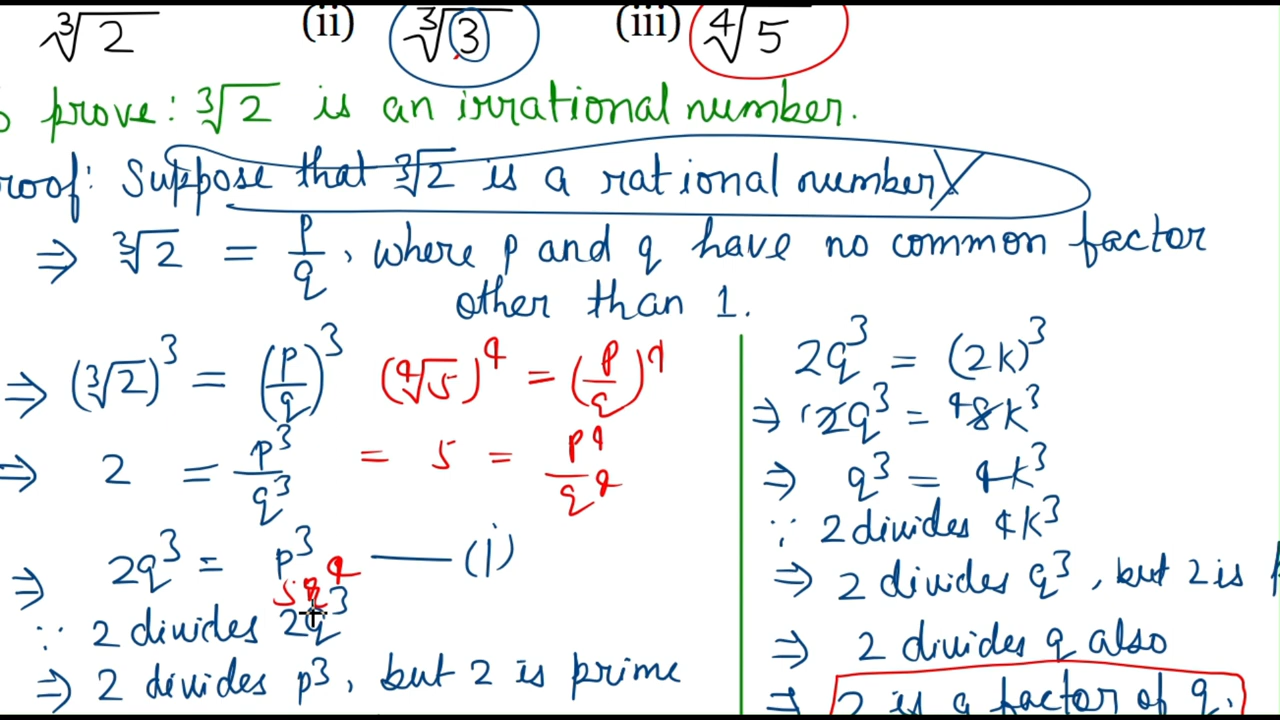 ∛2 (ii) ∛3 (iii) ∜5
o prove: ∛2 is an irrational number.
roof: Suppose that ∛2 is a rational number
⇒ ∛2 = p/q, where p and q have no common factor
other than 1.
⇒ (∛2)³ = (p/q)³ (∜5)⁴ = (p/q)⁴
⇒ 2 = p³/q³ = 5 = p⁴/q⁴
⇒ 2q³ = p³ —— (i)
5q⁴
∵ 2 divides 2q³
⇒ 2 divides p³, but 2 is prime
2q³ = (2k)³
⇒ 12q³ = 48k³
⇒ q³ = 4k³
∵ 2 divides 4k³
⇒ 2 divides q³, but 2 is p
⇒ 2 divides q also
⇒ 2 is a factor of q.